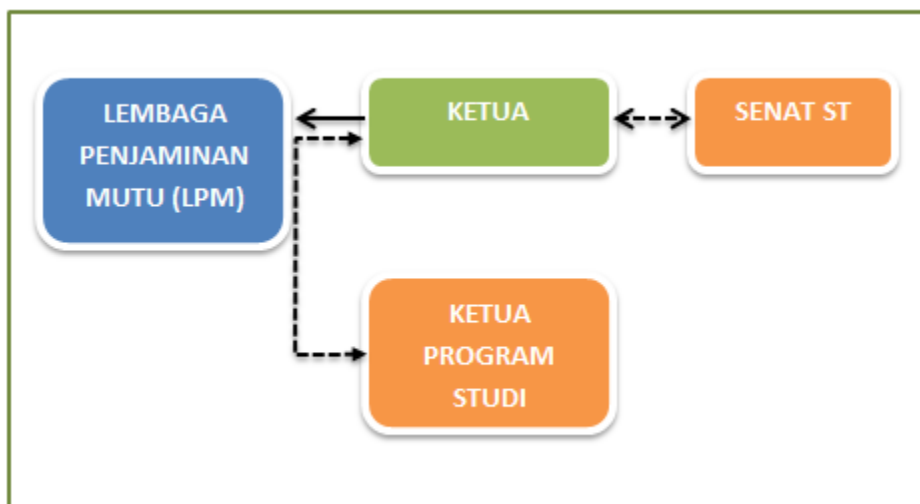 LEMBAGA
PENJAMINAN
MUTU (LPM)
KETUA
SENAT ST
KETUA
PROGRAM
STUDI